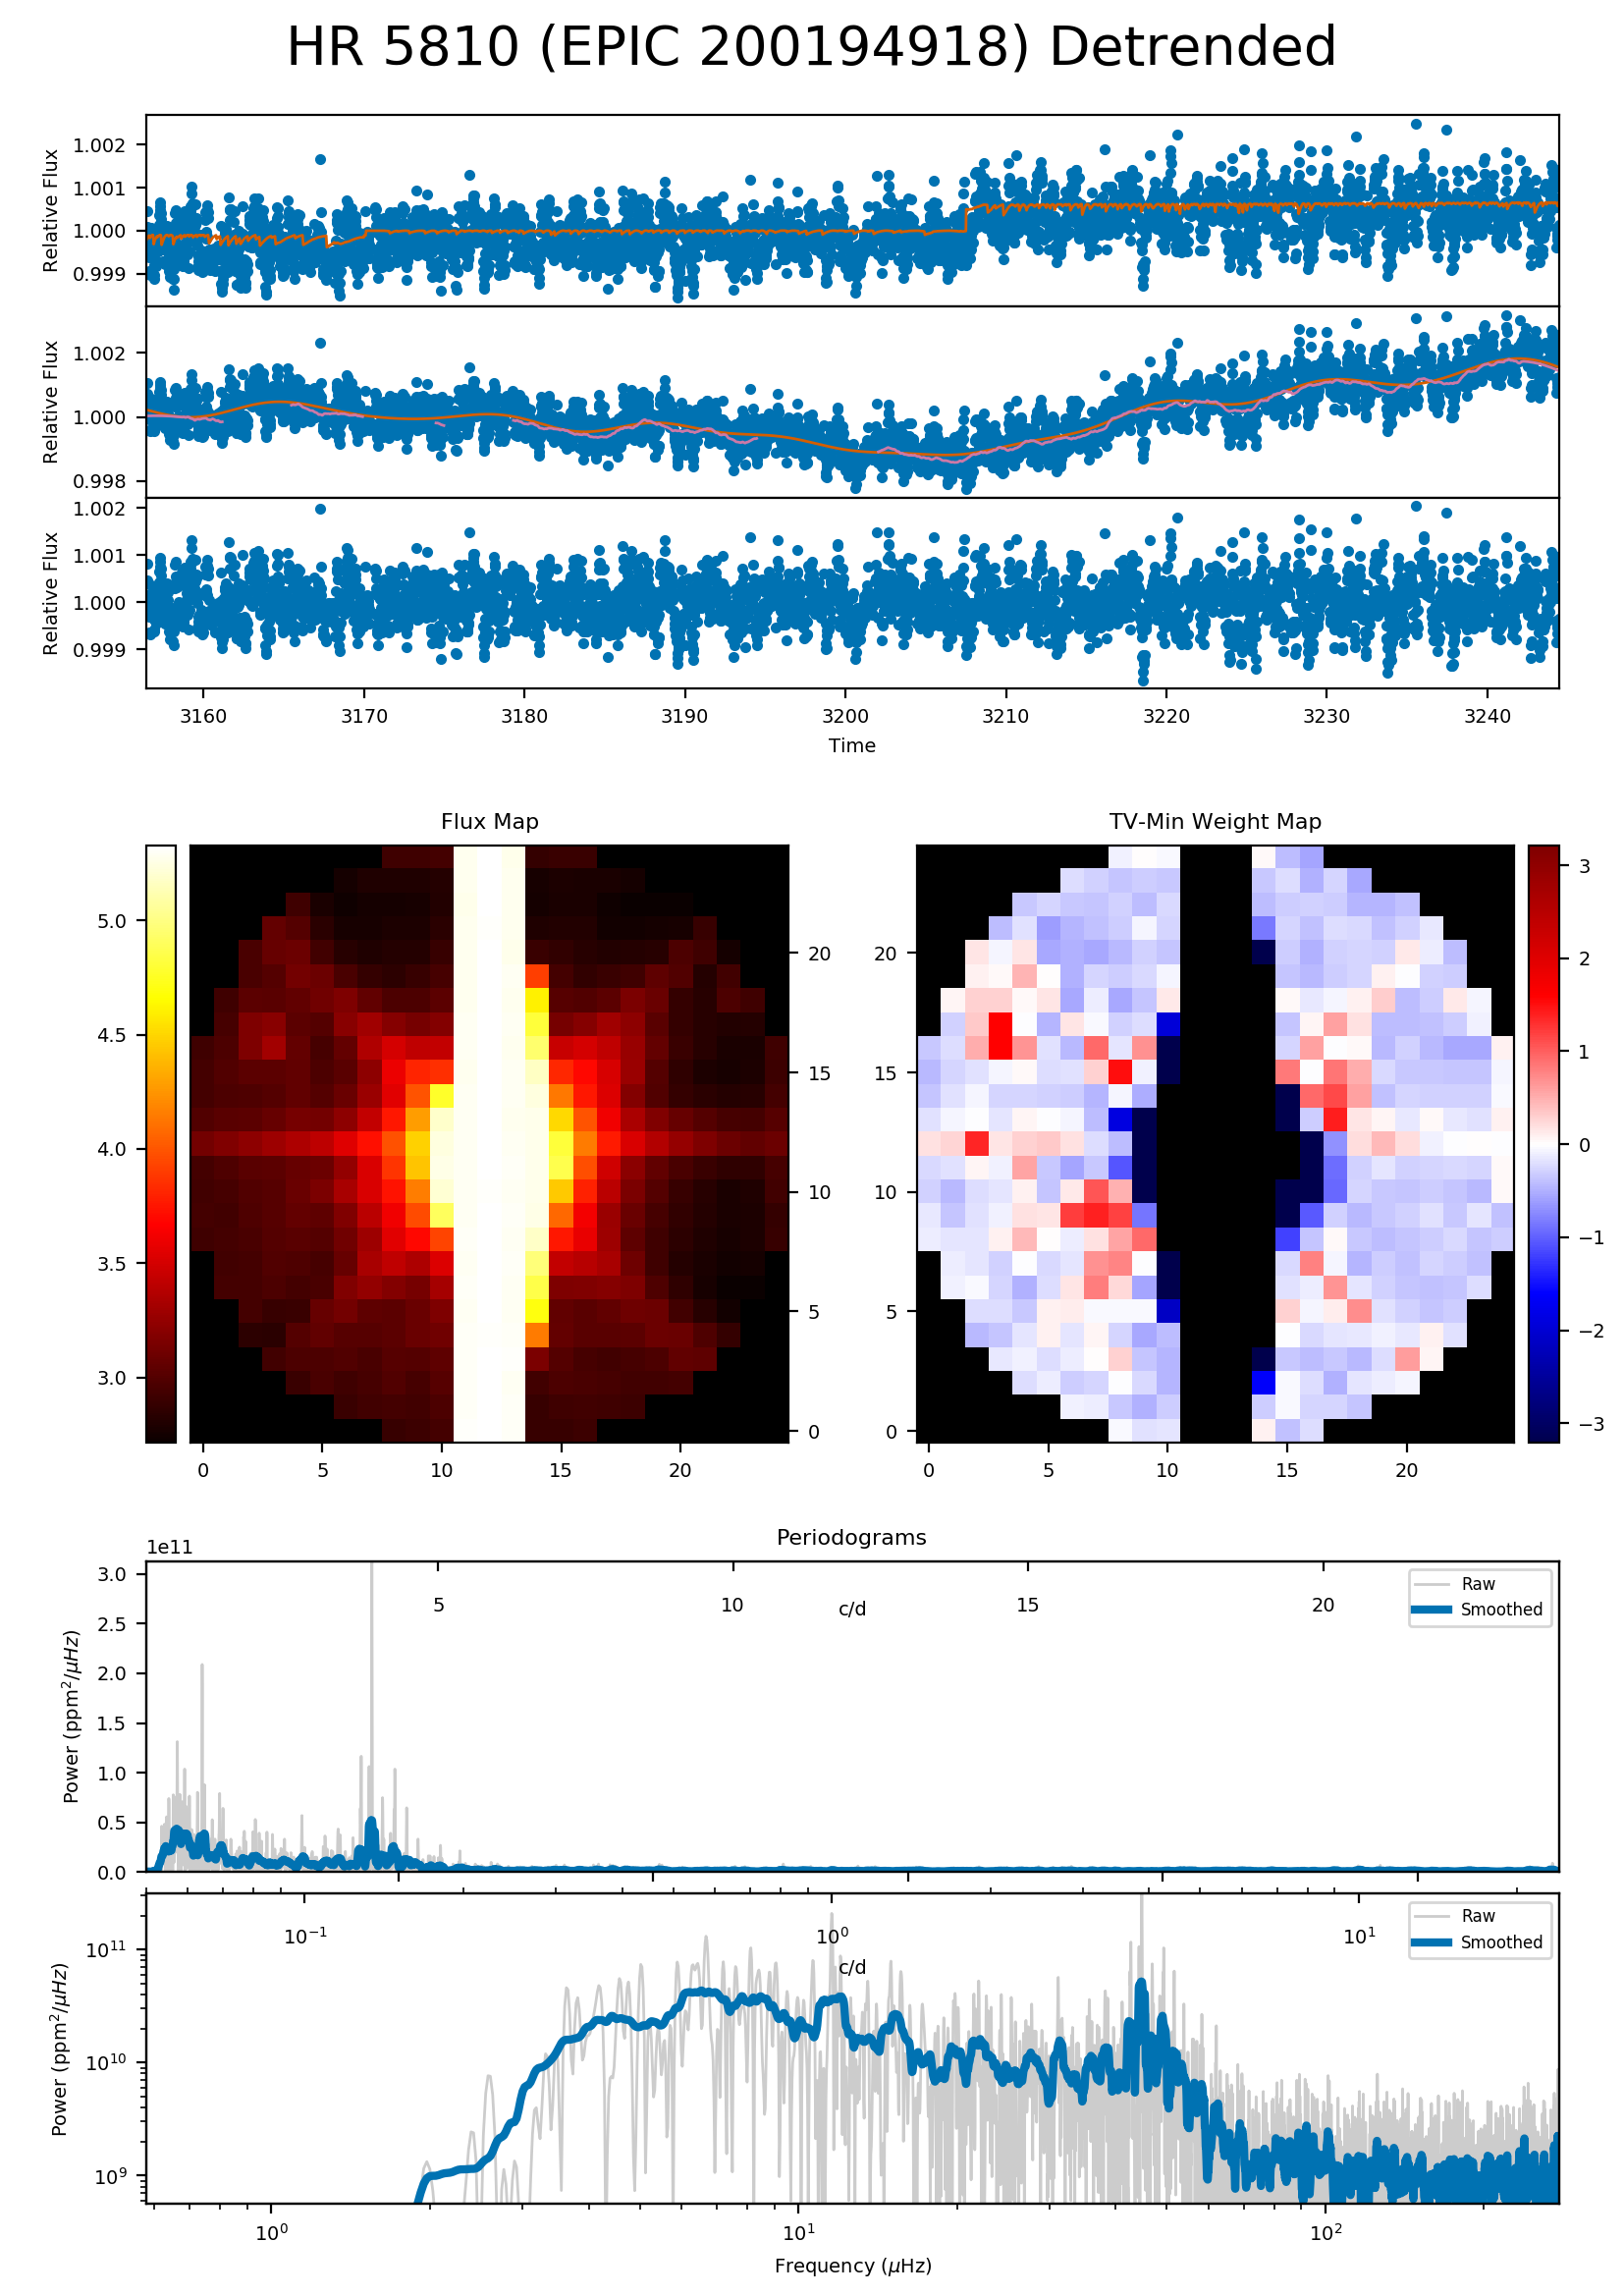 HR 5810 (EPIC 200194918) Detrended
1.002
1.001
1.000
0.999
Relative Flux
1.002
1.000
0.998
Relative Flux
1.002
1.001
1.000
0.999
Relative Flux
3160 3170 3180 3190 3200 3210 3220 3230 3240
Time
Flux Map
5.0
4.5
4.0
3.5
3.0
20
15
10
5
0
0 5 10 15 20
TV-Min Weight Map
20
15
10
5
0
0 5 10 15 20
3
2
1
0
−1
−2
−3
Periodograms
1e11
3.0
2.5
2.0
1.5
1.0
0.5
0.0
Power (ppm²/μHz)
5 10 15 20
c/d
Raw
Smoothed
10¹¹
10¹⁰
10⁹
Power (ppm²/μHz)
10⁻¹ 10⁰ 10¹
c/d
Raw
Smoothed
10⁰ 10¹ 10²
Frequency (μHz)